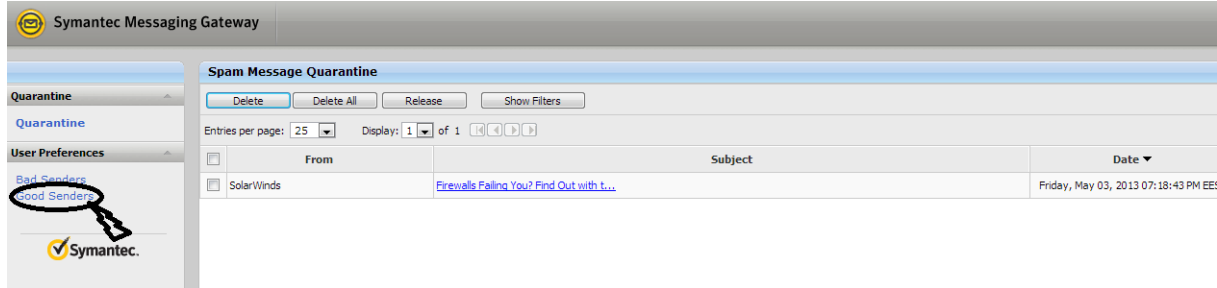 Symantec Messaging Gateway
Spam Message Quarantine
Quarantine
Delete Delete All Release Show Filters
Quarantine
Entries per page: 25 Display: 1 of 1
User Preferences
From Subject Date
Bad Senders
SolarWinds Firewalls Failing You? Find Out with t... Friday, May 03, 2013 07:18:43 PM EES
Good Senders
Symantec.